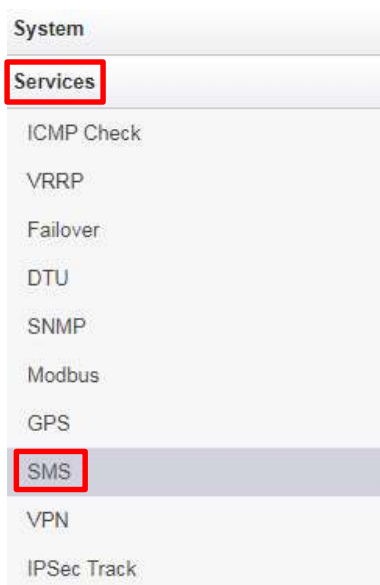 System
Services
ICMP Check
VRRP
Failover
DTU
SNMP
Modbus
GPS
SMS
VPN
IPSec Track